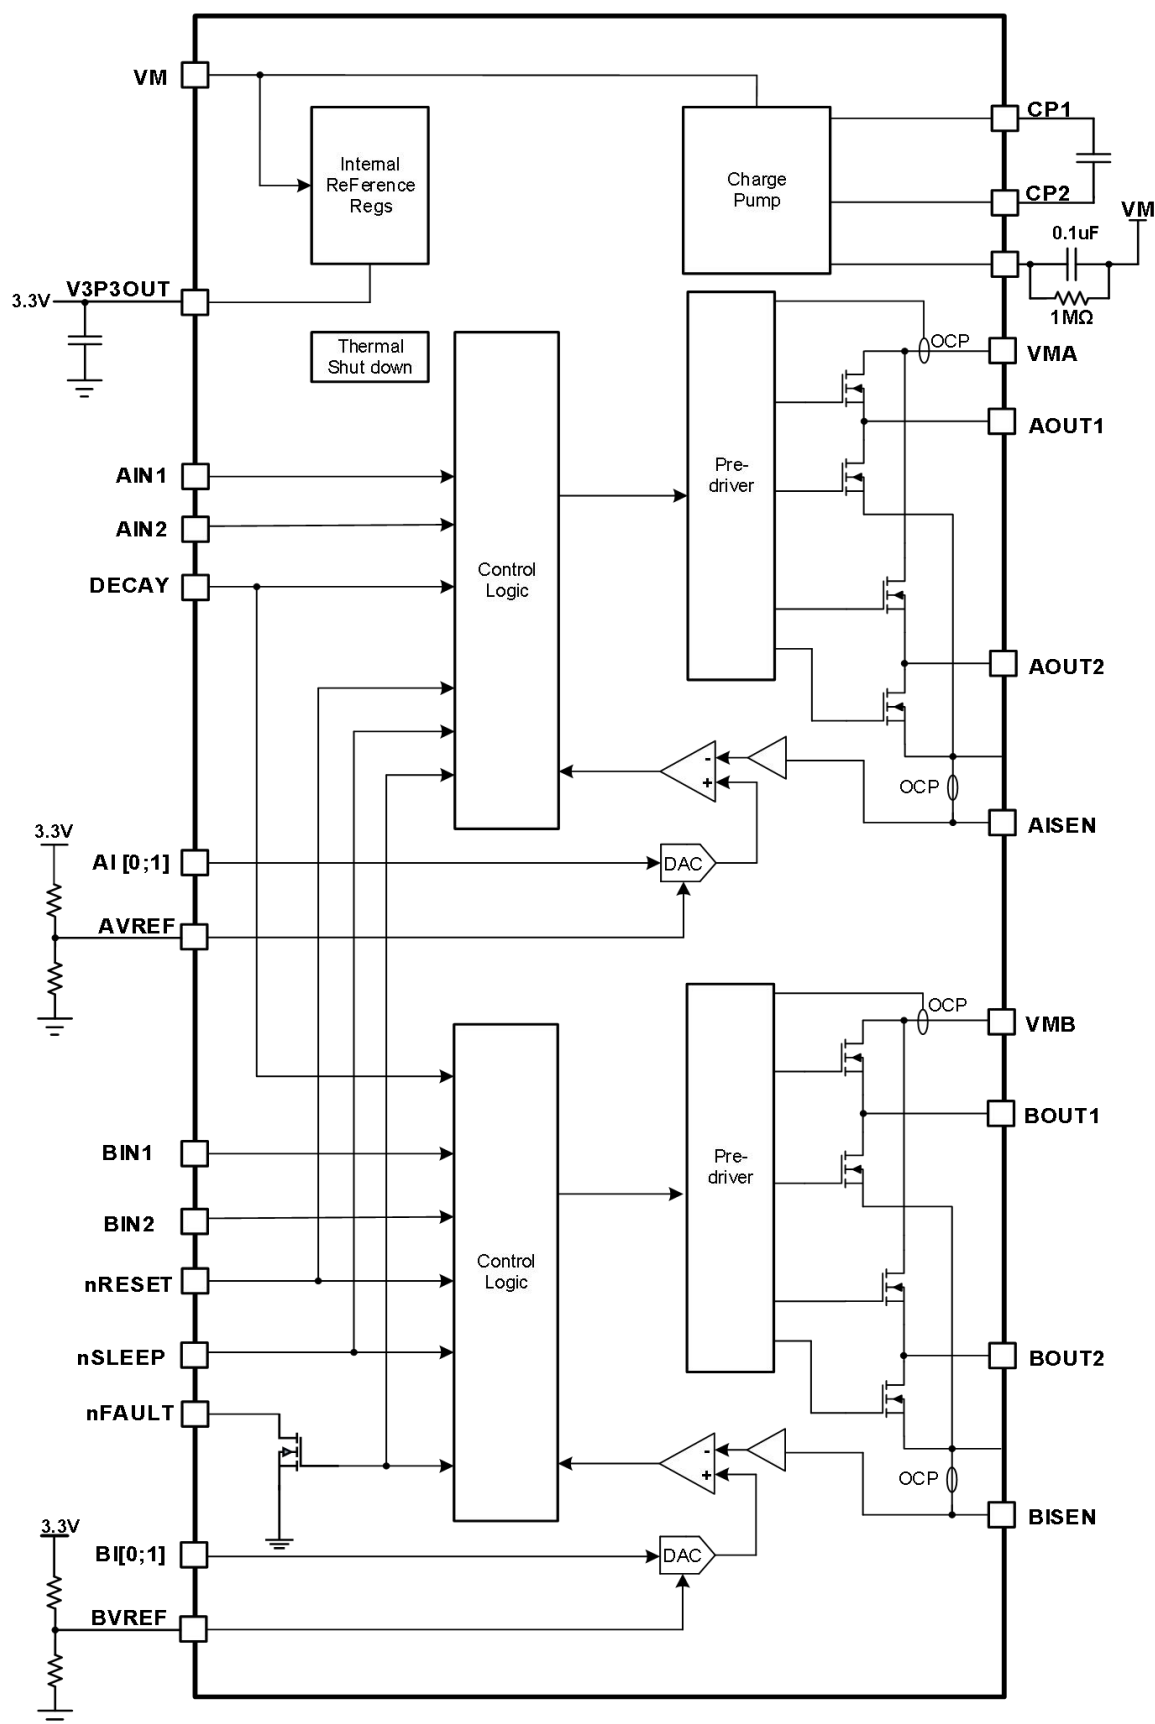 VM
CP1
Internal
ReFerence
Regs
Charge
Pump
CP2
VM
0.1uF
V3P3OUT
3.3V
1MΩ
Thermal
Shut down
OCP
VMA
AOUT1
AIN1
Pre-
driver
AIN2
DECAY
Control
Logic
AOUT2
-
+
OCP
AISEN
3.3V
AI [0;1]
DAC
AVREF
OCP
VMB
BOUT1
BIN1
Pre-
driver
BIN2
Control
Logic
nRESET
nSLEEP
BOUT2
nFAULT
-
+
OCP
BISEN
3.3V
BI[0;1]
DAC
BVREF